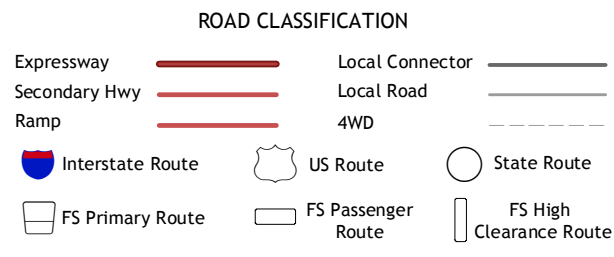 ROAD CLASSIFICATION
Expressway
Local Connector
Secondary Hwy
Local Road
Ramp
4WD
Interstate Route
US Route
State Route
FS Primary Route
FS Passenger
Route
FS High
Clearance Route